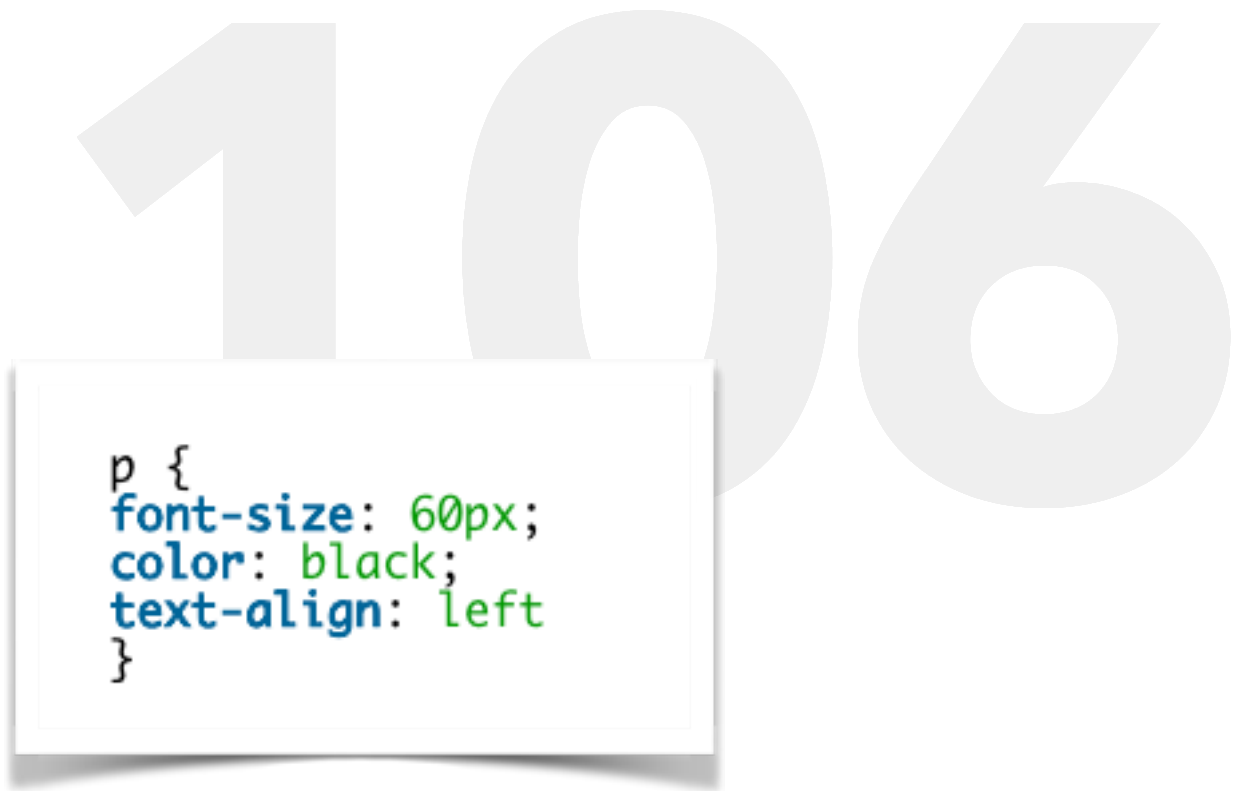 106
p {
font-size: 60px;
color: black;
text-align: left
}